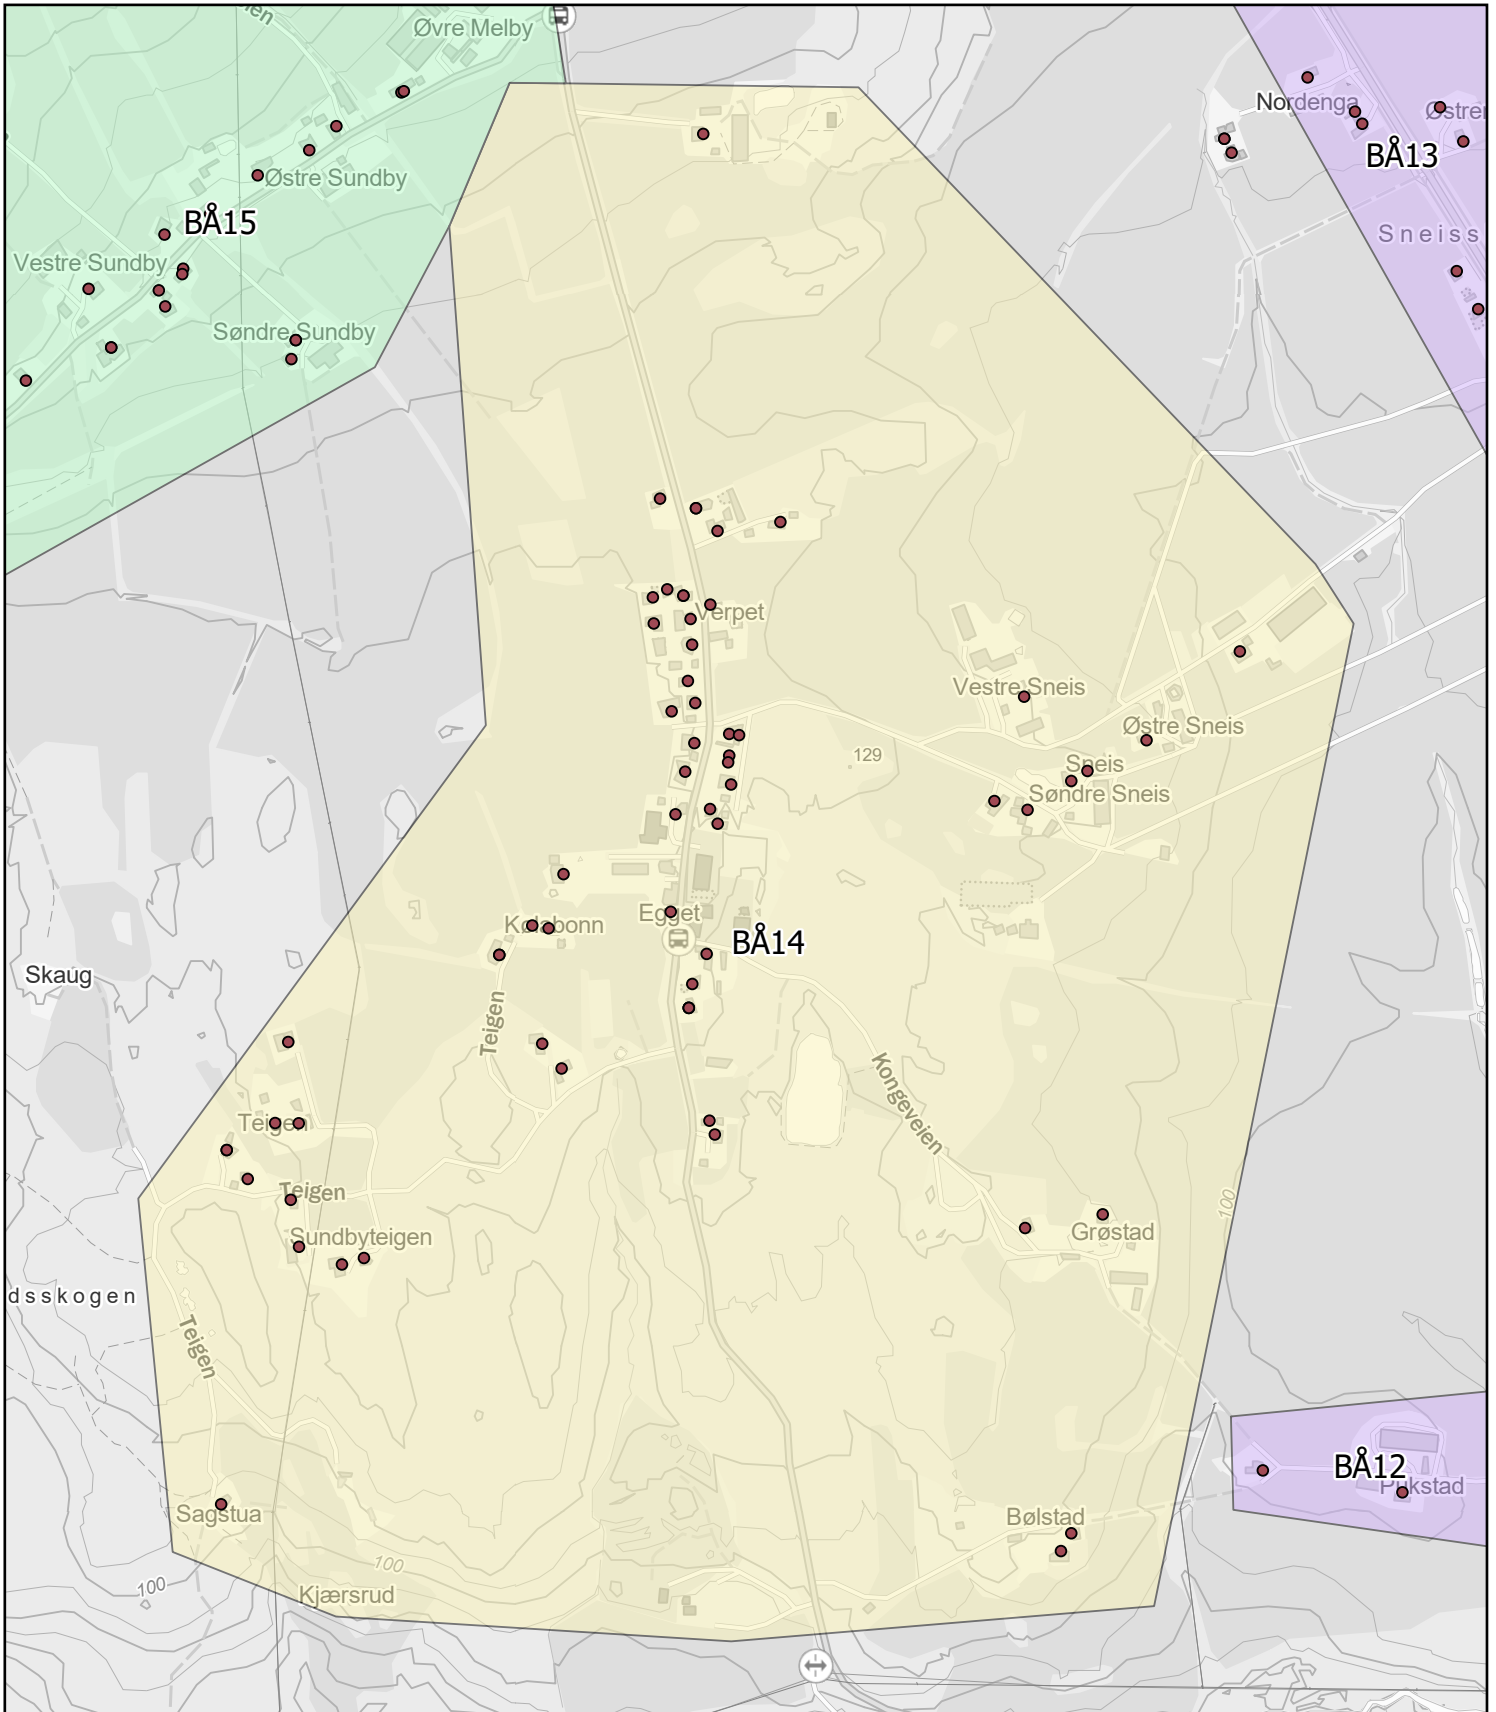 Øvre Melby
Nordenga
BÅ13
Østre Sundby
BÅ15
Sneiss
Vestre Sundby
Søndre Sundby
Verpet
Vestre Sneis
Østre Sneis
129
Sneis
Søndre Sneis
Egget
BÅ14
Skaug
Teigen
Kongeveien
Teigen
Teigen
100
Grøstad
Sundbyteigen
dsskogen
Teigen
BÅ12
Sagstua
Bølstad
100
100
Kjærsrud